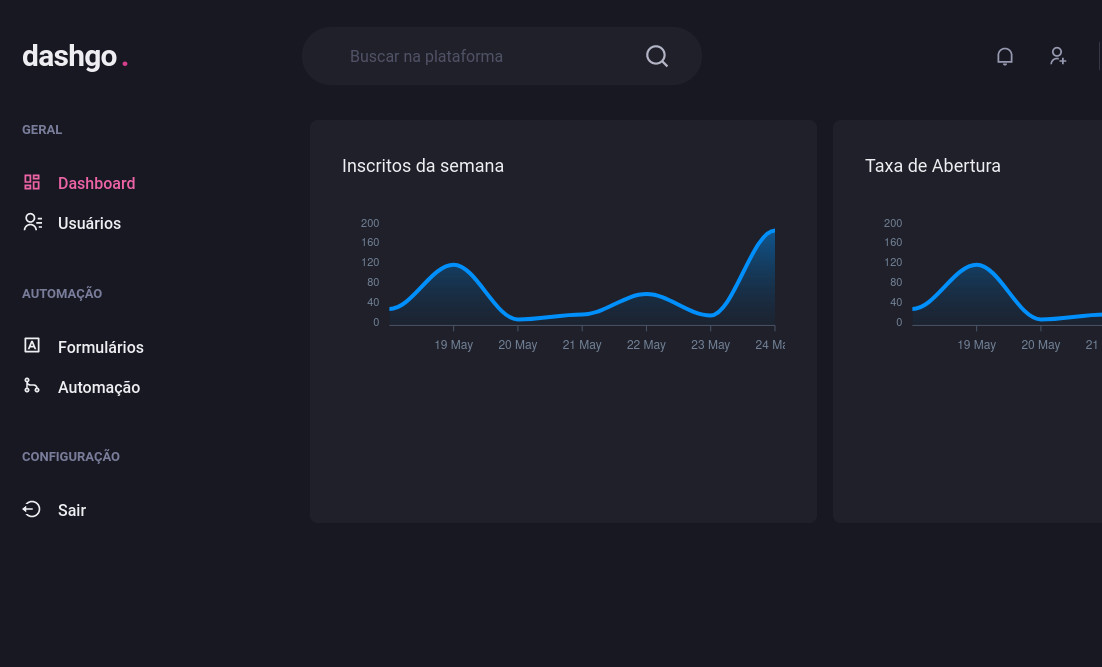 dashgo.
Buscar na plataforma
GERAL
Dashboard
Usuários
AUTOMAÇÃO
Formulários
Automação
CONFIGURAÇÃO
Sair
Inscritos da semana
200
160
120
80
40
0
19 May 20 May 21 May 22 May 23 May 24
Taxa de Abertura
200
160
120
80
40
0
19 May 20 May 21